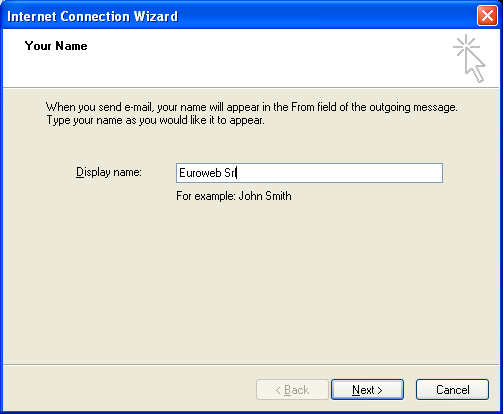 Internet Connection Wizard
Your Name
When you send e-mail, your name will appear in the From field of the outgoing message.
Type your name as you would like it to appear.
Display name: Euroweb Srl
For example: John Smith
< Back Next > Cancel